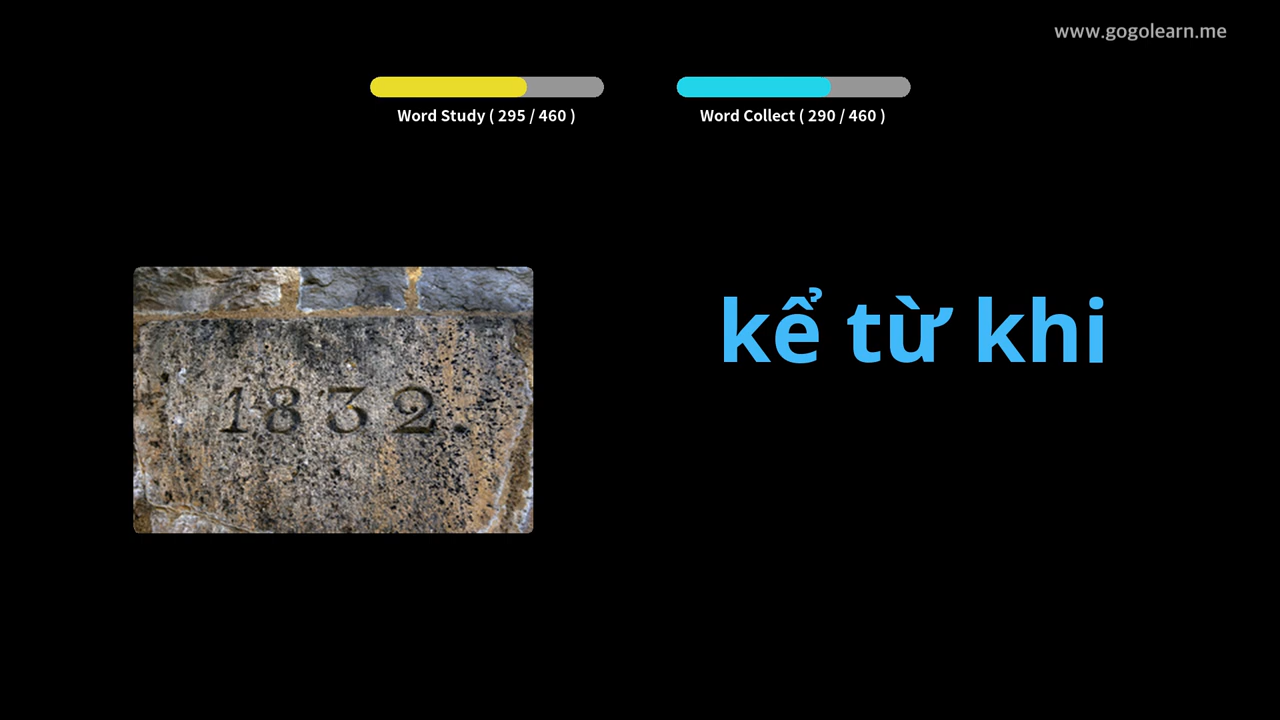 www.gogolearn.me
Word Study ( 295 / 460 )
Word Collect ( 290 / 460 )
kể từ khi
1832.